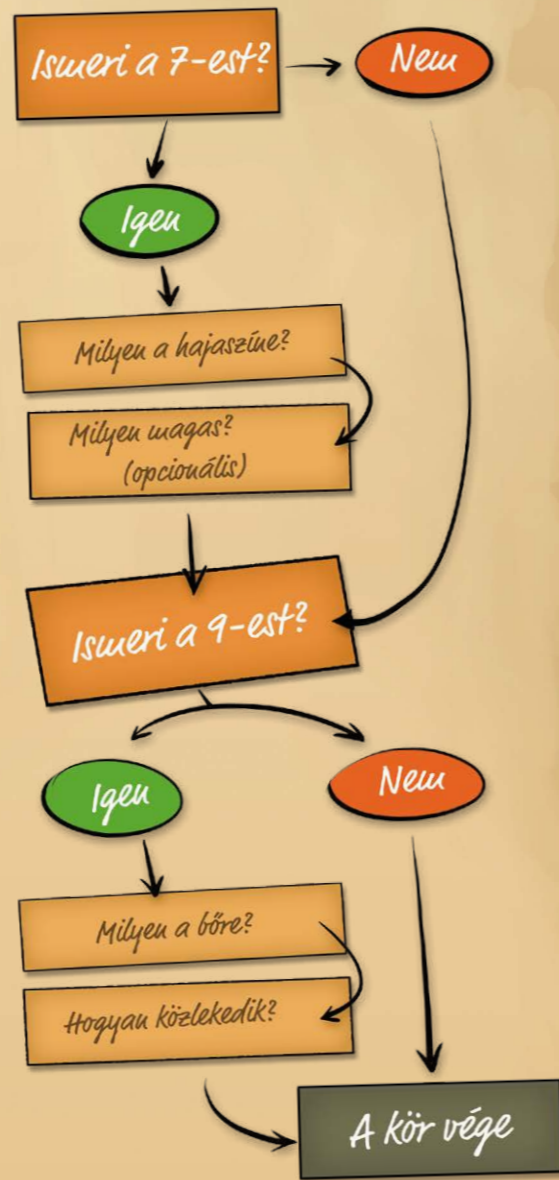 Ismeri a 7-est?
Nem
Igen
Milyen a hajaszíne?
Milyen magas?
(opcionális)
Ismeri a 9-est?
Igen
Nem
Milyen a bőre?
Hogyan közlekedik?
A kör vége